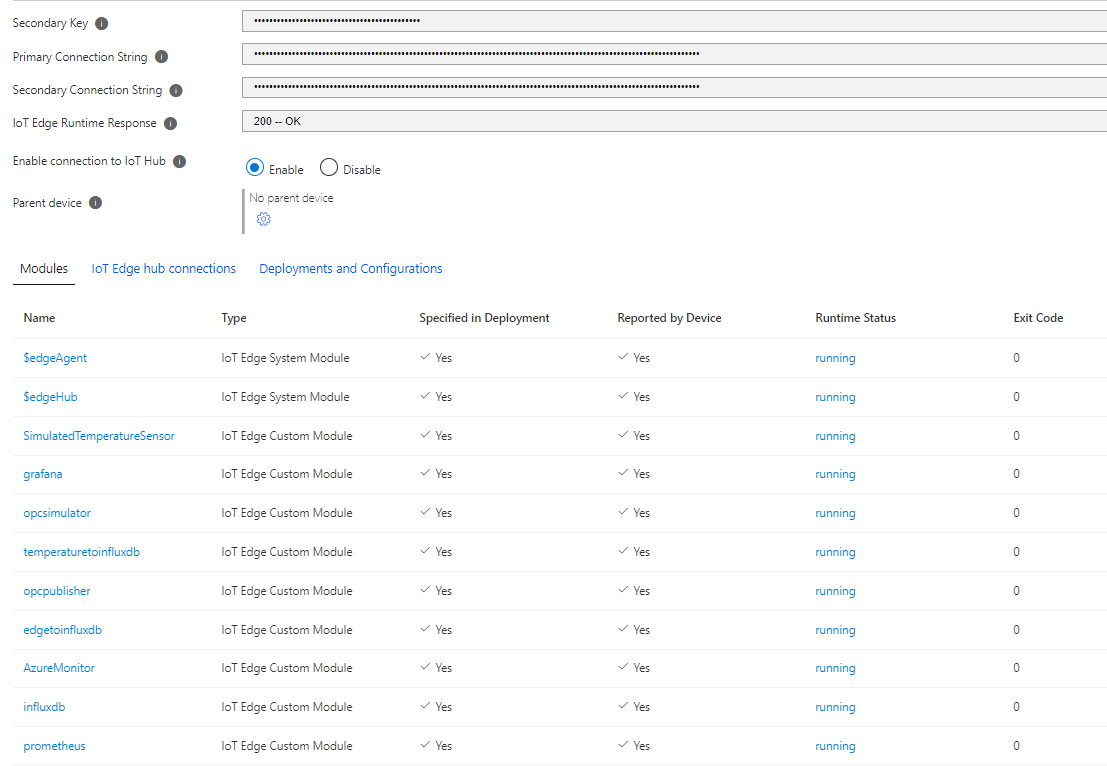 Secondary Key
Primary Connection String
Secondary Connection String
IoT Edge Runtime Response 200 -- OK
Enable connection to IoT Hub Enable Disable
Parent device No parent device
Modules IoT Edge hub connections Deployments and Configurations
Name Type Specified in Deployment Reported by Device Runtime Status Exit Code
$edgeAgent IoT Edge System Module Yes Yes running 0
$edgeHub IoT Edge System Module Yes Yes running 0
SimulatedTemperatureSensor IoT Edge Custom Module Yes Yes running 0
grafana IoT Edge Custom Module Yes Yes running 0
opcsimulator IoT Edge Custom Module Yes Yes running 0
temperaturetoinfluxdb IoT Edge Custom Module Yes Yes running 0
opcpublisher IoT Edge Custom Module Yes Yes running 0
edgetoinfluxdb IoT Edge Custom Module Yes Yes running 0
AzureMonitor IoT Edge Custom Module Yes Yes running 0
influxdb IoT Edge Custom Module Yes Yes running 0
prometheus IoT Edge Custom Module Yes Yes running 0